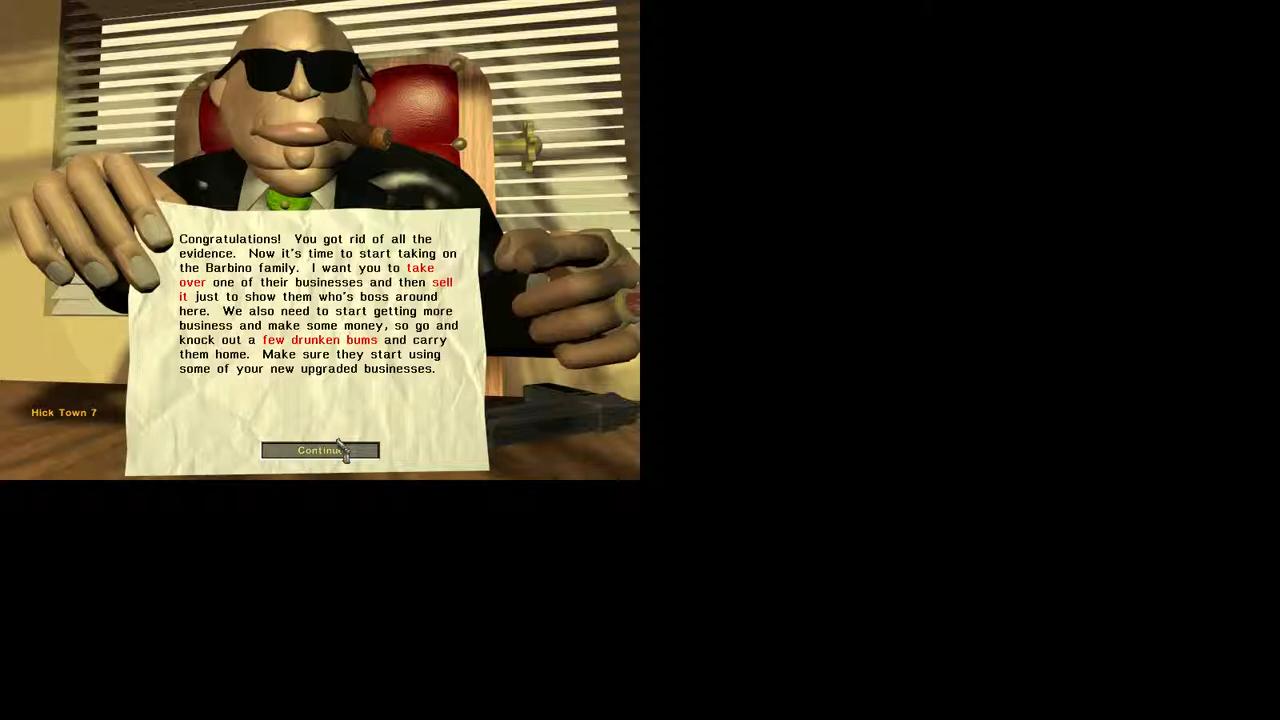 Congratulations! You got rid of all the
evidence. Now it's time to start taking on
the Barbino family. I want you to take
over one of their businesses and then sell
it just to show them who's boss around
here. We also need to start getting more
business and make some money, so go and
knock out a few drunken bums and carry
them home. Make sure they start using
some of your new upgraded businesses.
Hick Town 7
Continue